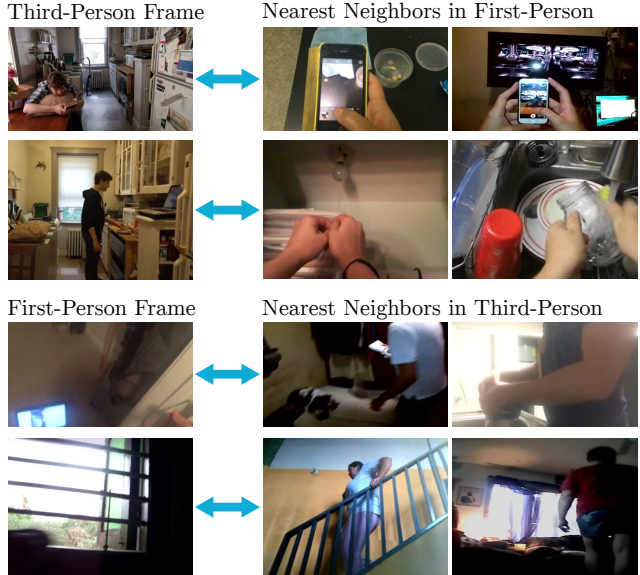 Third-Person Frame
Nearest Neighbors in First-Person
First-Person Frame
Nearest Neighbors in Third-Person